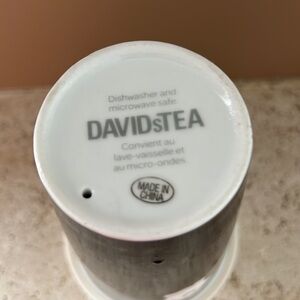 Dishwasher and
microwave safe.
DAVIDsTEA
Convient au
lave-vaisselle et
au micro-ondes.
MADE IN
CHINA